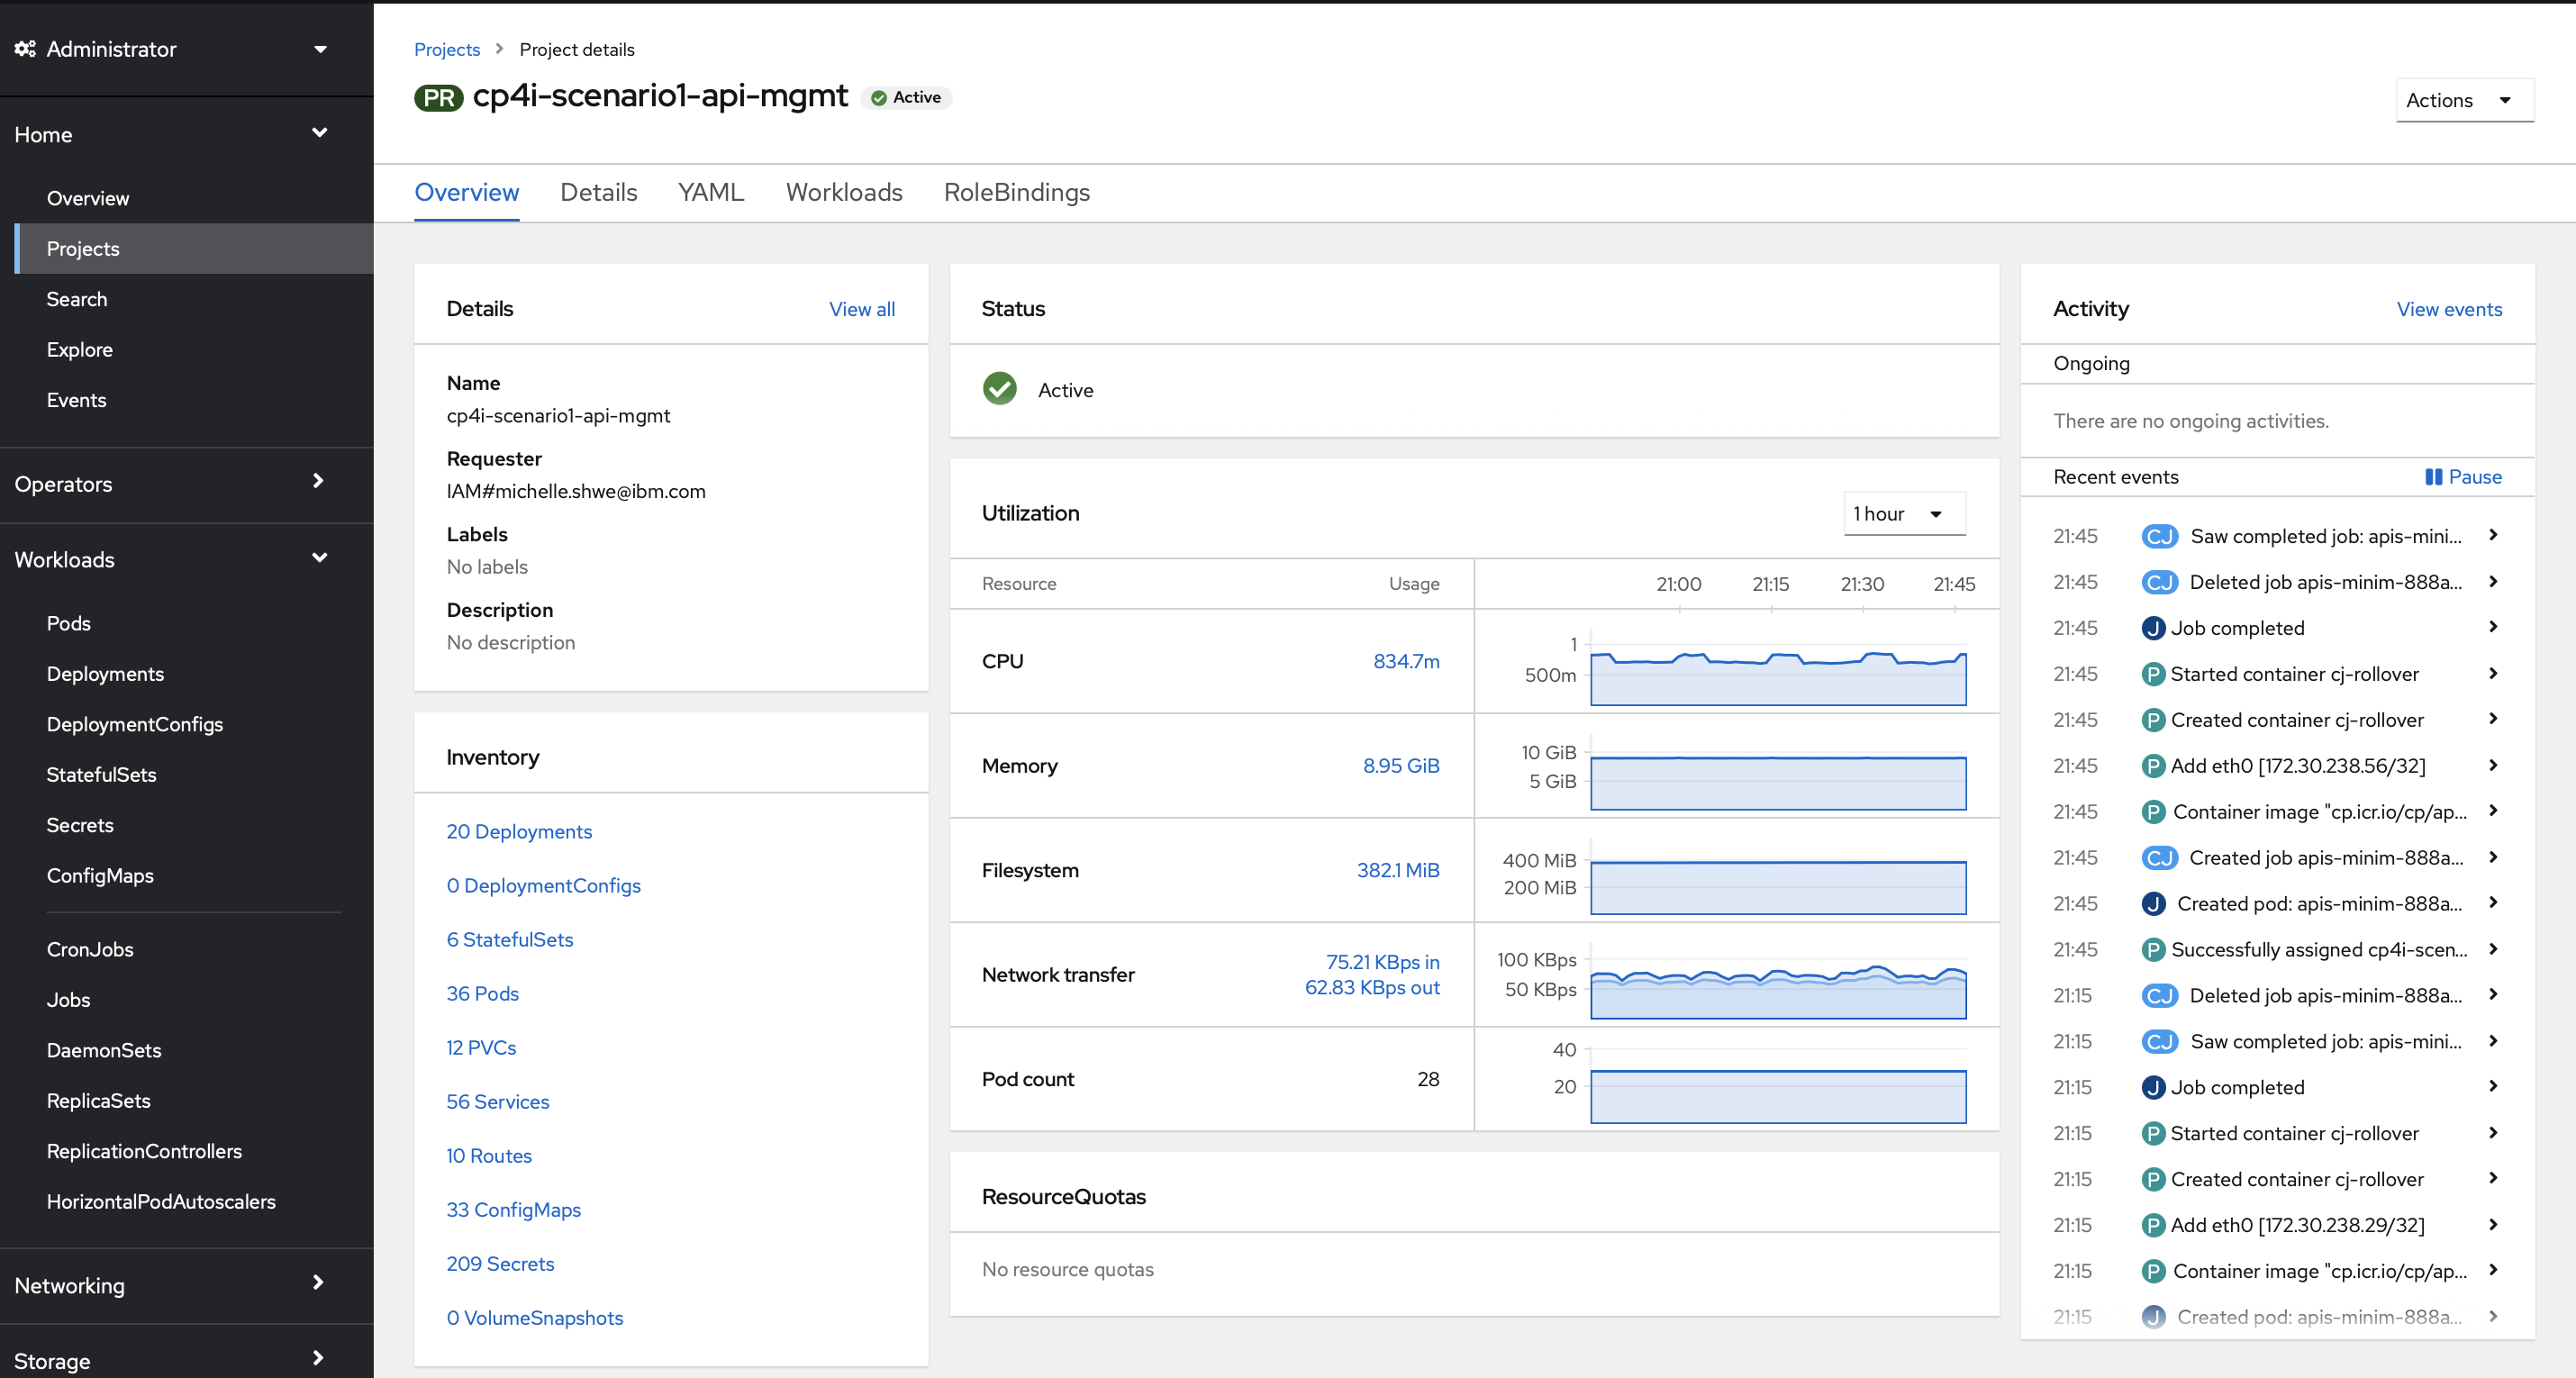 Administrator
Home
Overview
Projects
Search
Explore
Events
Operators
Workloads
Pods
Deployments
DeploymentConfigs
StatefulSets
Secrets
ConfigMaps
CronJobs
Jobs
DaemonSets
ReplicaSets
ReplicationControllers
HorizontalPodAutoscalers
Networking
Storage
Projects > Project details
PR cp4i-scenario1-api-mgmt Active
Actions
Overview Details YAML Workloads RoleBindings
Details View all
Name
cp4i-scenario1-api-mgmt
Requester
IAM#michelle.shwe@ibm.com
Labels
No labels
Description
No description
Inventory
20 Deployments
0 DeploymentConfigs
6 StatefulSets
36 Pods
12 PVCs
56 Services
10 Routes
33 ConfigMaps
209 Secrets
0 VolumeSnapshots
Status
Active
Utilization 1 hour
Resource Usage 21:00 21:15 21:30 21:45
CPU 834.7m 1
500m
Memory 8.95 GiB 10 GiB
5 GiB
Filesystem 382.1 MiB 400 MiB
200 MiB
Network transfer 75.21 KBps in 100 KBps
62.83 KBps out 50 KBps
Pod count 28 40
20
ResourceQuotas
No resource quotas
Activity View events
Ongoing
There are no ongoing activities.
Recent events Pause
21:45 CJ Saw completed job: apis-mini...
21:45 CJ Deleted job apis-minim-888a...
21:45 J Job completed
21:45 P Started container cj-rollover
21:45 P Created container cj-rollover
21:45 P Add eth0 [172.30.238.56/32]
21:45 P Container image "cp.icr.io/cp/ap...
21:45 CJ Created job apis-minim-888a...
21:45 J Created pod: apis-minim-888a...
21:45 P Successfully assigned cp4i-scen...
21:15 CJ Deleted job apis-minim-888a...
21:15 CJ Saw completed job: apis-mini...
21:15 J Job completed
21:15 P Started container cj-rollover
21:15 P Created container cj-rollover
21:15 P Add eth0 [172.30.238.29/32]
21:15 P Container image "cp.icr.io/cp/ap...
21:15 J Created pod: apis-minim-888a...